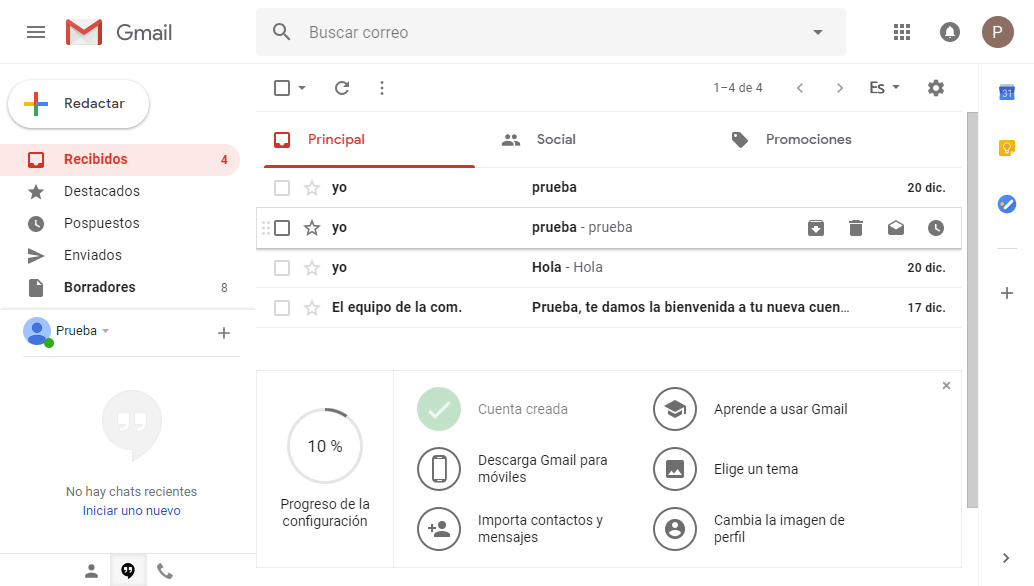 Gmail
Buscar correo
P
Redactar
1–4 de 4
Es
31
Principal
Social
Promociones
Recibidos 4
Destacados
Pospuestos
Enviados
Borradores 8
yo prueba 20 dic.
yo prueba - prueba
yo Hola - Hola 20 dic.
El equipo de la com. Prueba, te damos la bienvenida a tu nueva cuen… 17 dic.
Prueba
No hay chats recientes
Iniciar uno nuevo
10 %
Progreso de la
configuración
Cuenta creada
Aprende a usar Gmail
Descarga Gmail para
móviles
Elige un tema
Importa contactos y
mensajes
Cambia la imagen de
perfil